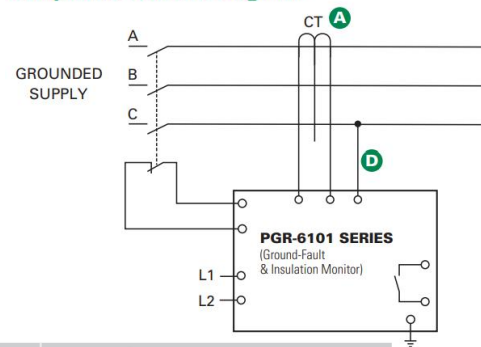 CT A
A
GROUNDED
SUPPLY
B
C
D
PGR-6101 SERIES
(Ground-Fault
& Insulation Monitor)
L1
L2